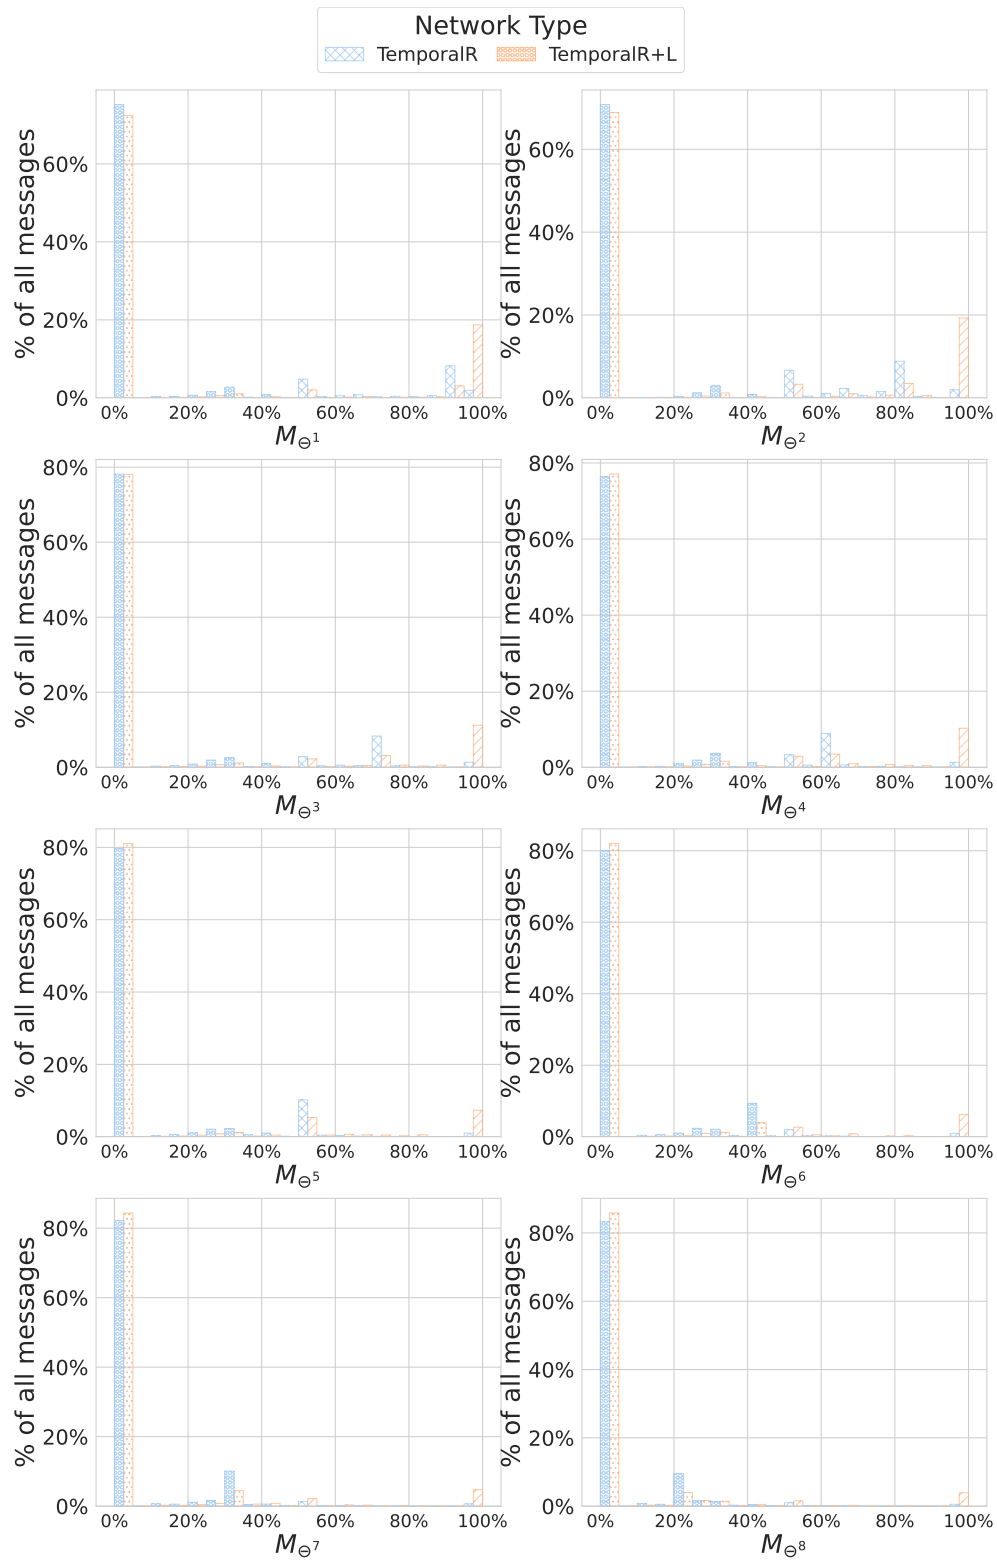 Network Type
TemporalR TemporalR+L
% of all messages
60%
40%
20%
0%
0% 20% 40% 60% 80% 100%
M⊖1
% of all messages
60%
40%
20%
0%
0% 20% 40% 60% 80% 100%
M⊖2
% of all messages
80%
60%
40%
20%
0%
0% 20% 40% 60% 80% 100%
M⊖3
% of all messages
80%
60%
40%
20%
0%
0% 20% 40% 60% 80% 100%
M⊖4
% of all messages
80%
60%
40%
20%
0%
0% 20% 40% 60% 80% 100%
M⊖5
% of all messages
80%
60%
40%
20%
0%
0% 20% 40% 60% 80% 100%
M⊖6
% of all messages
80%
60%
40%
20%
0%
0% 20% 40% 60% 80% 100%
M⊖7
% of all messages
80%
60%
40%
20%
0%
0% 20% 40% 60% 80% 100%
M⊖8